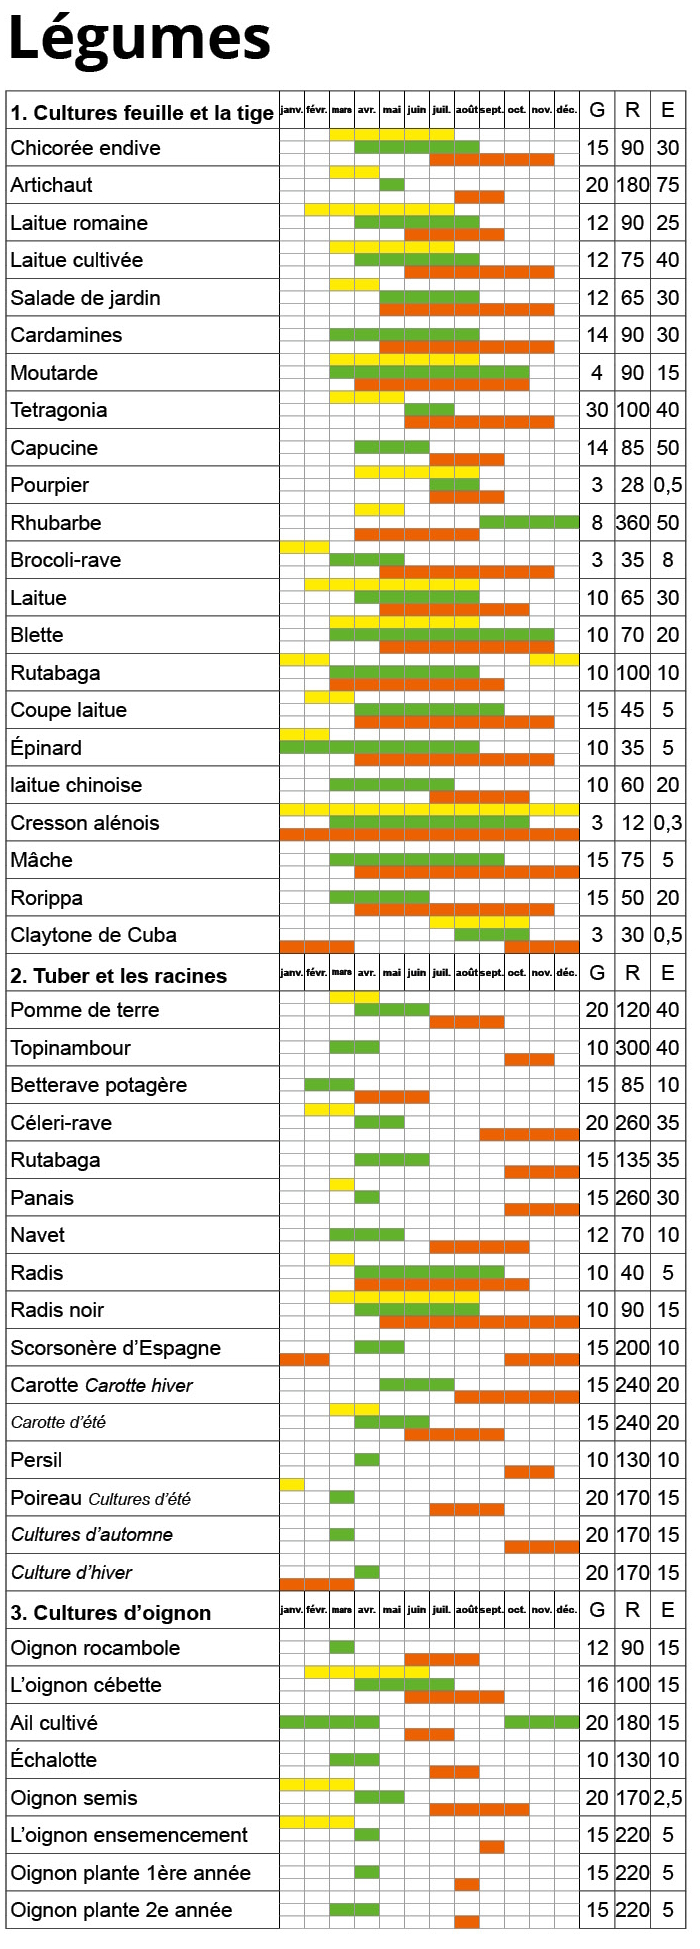 Légumes
1. Cultures feuille et la tige janv. févr. mars avr. mai juin juil. août sept. oct. nov. déc. G R E
Chicorée endive 15 90 30
Artichaut 20 180 75
Laitue romaine 12 90 25
Laitue cultivée 12 75 40
Salade de jardin 12 65 30
Cardamines 14 90 30
Moutarde 4 90 15
Tetragonia 30 100 40
Capucine 14 85 50
Pourpier 3 28 0,5
Rhubarbe 8 360 50
Brocoli-rave 3 35 8
Laitue 10 65 30
Blette 10 70 20
Rutabaga 10 100 10
Coupe laitue 15 45 5
Épinard 10 35 5
laitue chinoise 10 60 20
Cresson alénois 3 12 0,3
Mâche 15 75 5
Rorippa 15 50 20
Claytone de Cuba 3 30 0,5
2. Tuber et les racines janv. févr. mars avr. mai juin juil. août sept. oct. nov. déc. G R E
Pomme de terre 20 120 40
Topinambour 10 300 40
Betterave potagère 15 85 10
Céleri-rave 20 260 35
Rutabaga 15 135 35
Panais 15 260 30
Navet 12 70 10
Radis 10 40 5
Radis noir 10 90 15
Scorsonère d’Espagne 15 200 10
Carotte Carotte hiver 15 240 20
Carotte d’été 15 240 20
Persil 10 130 10
Poireau Cultures d’été 20 170 15
Cultures d’automne 20 170 15
Culture d’hiver 20 170 15
3. Cultures d’oignon janv. févr. mars avr. mai juin juil. août sept. oct. nov. déc. G R E
Oignon rocambole 12 90 15
L’oignon cébette 16 100 15
Ail cultivé 20 180 15
Échalotte 10 130 10
Oignon semis 20 170 2,5
L’oignon ensemencement 15 220 5
Oignon plante 1ère année 15 220 5
Oignon plante 2e année 15 220 5